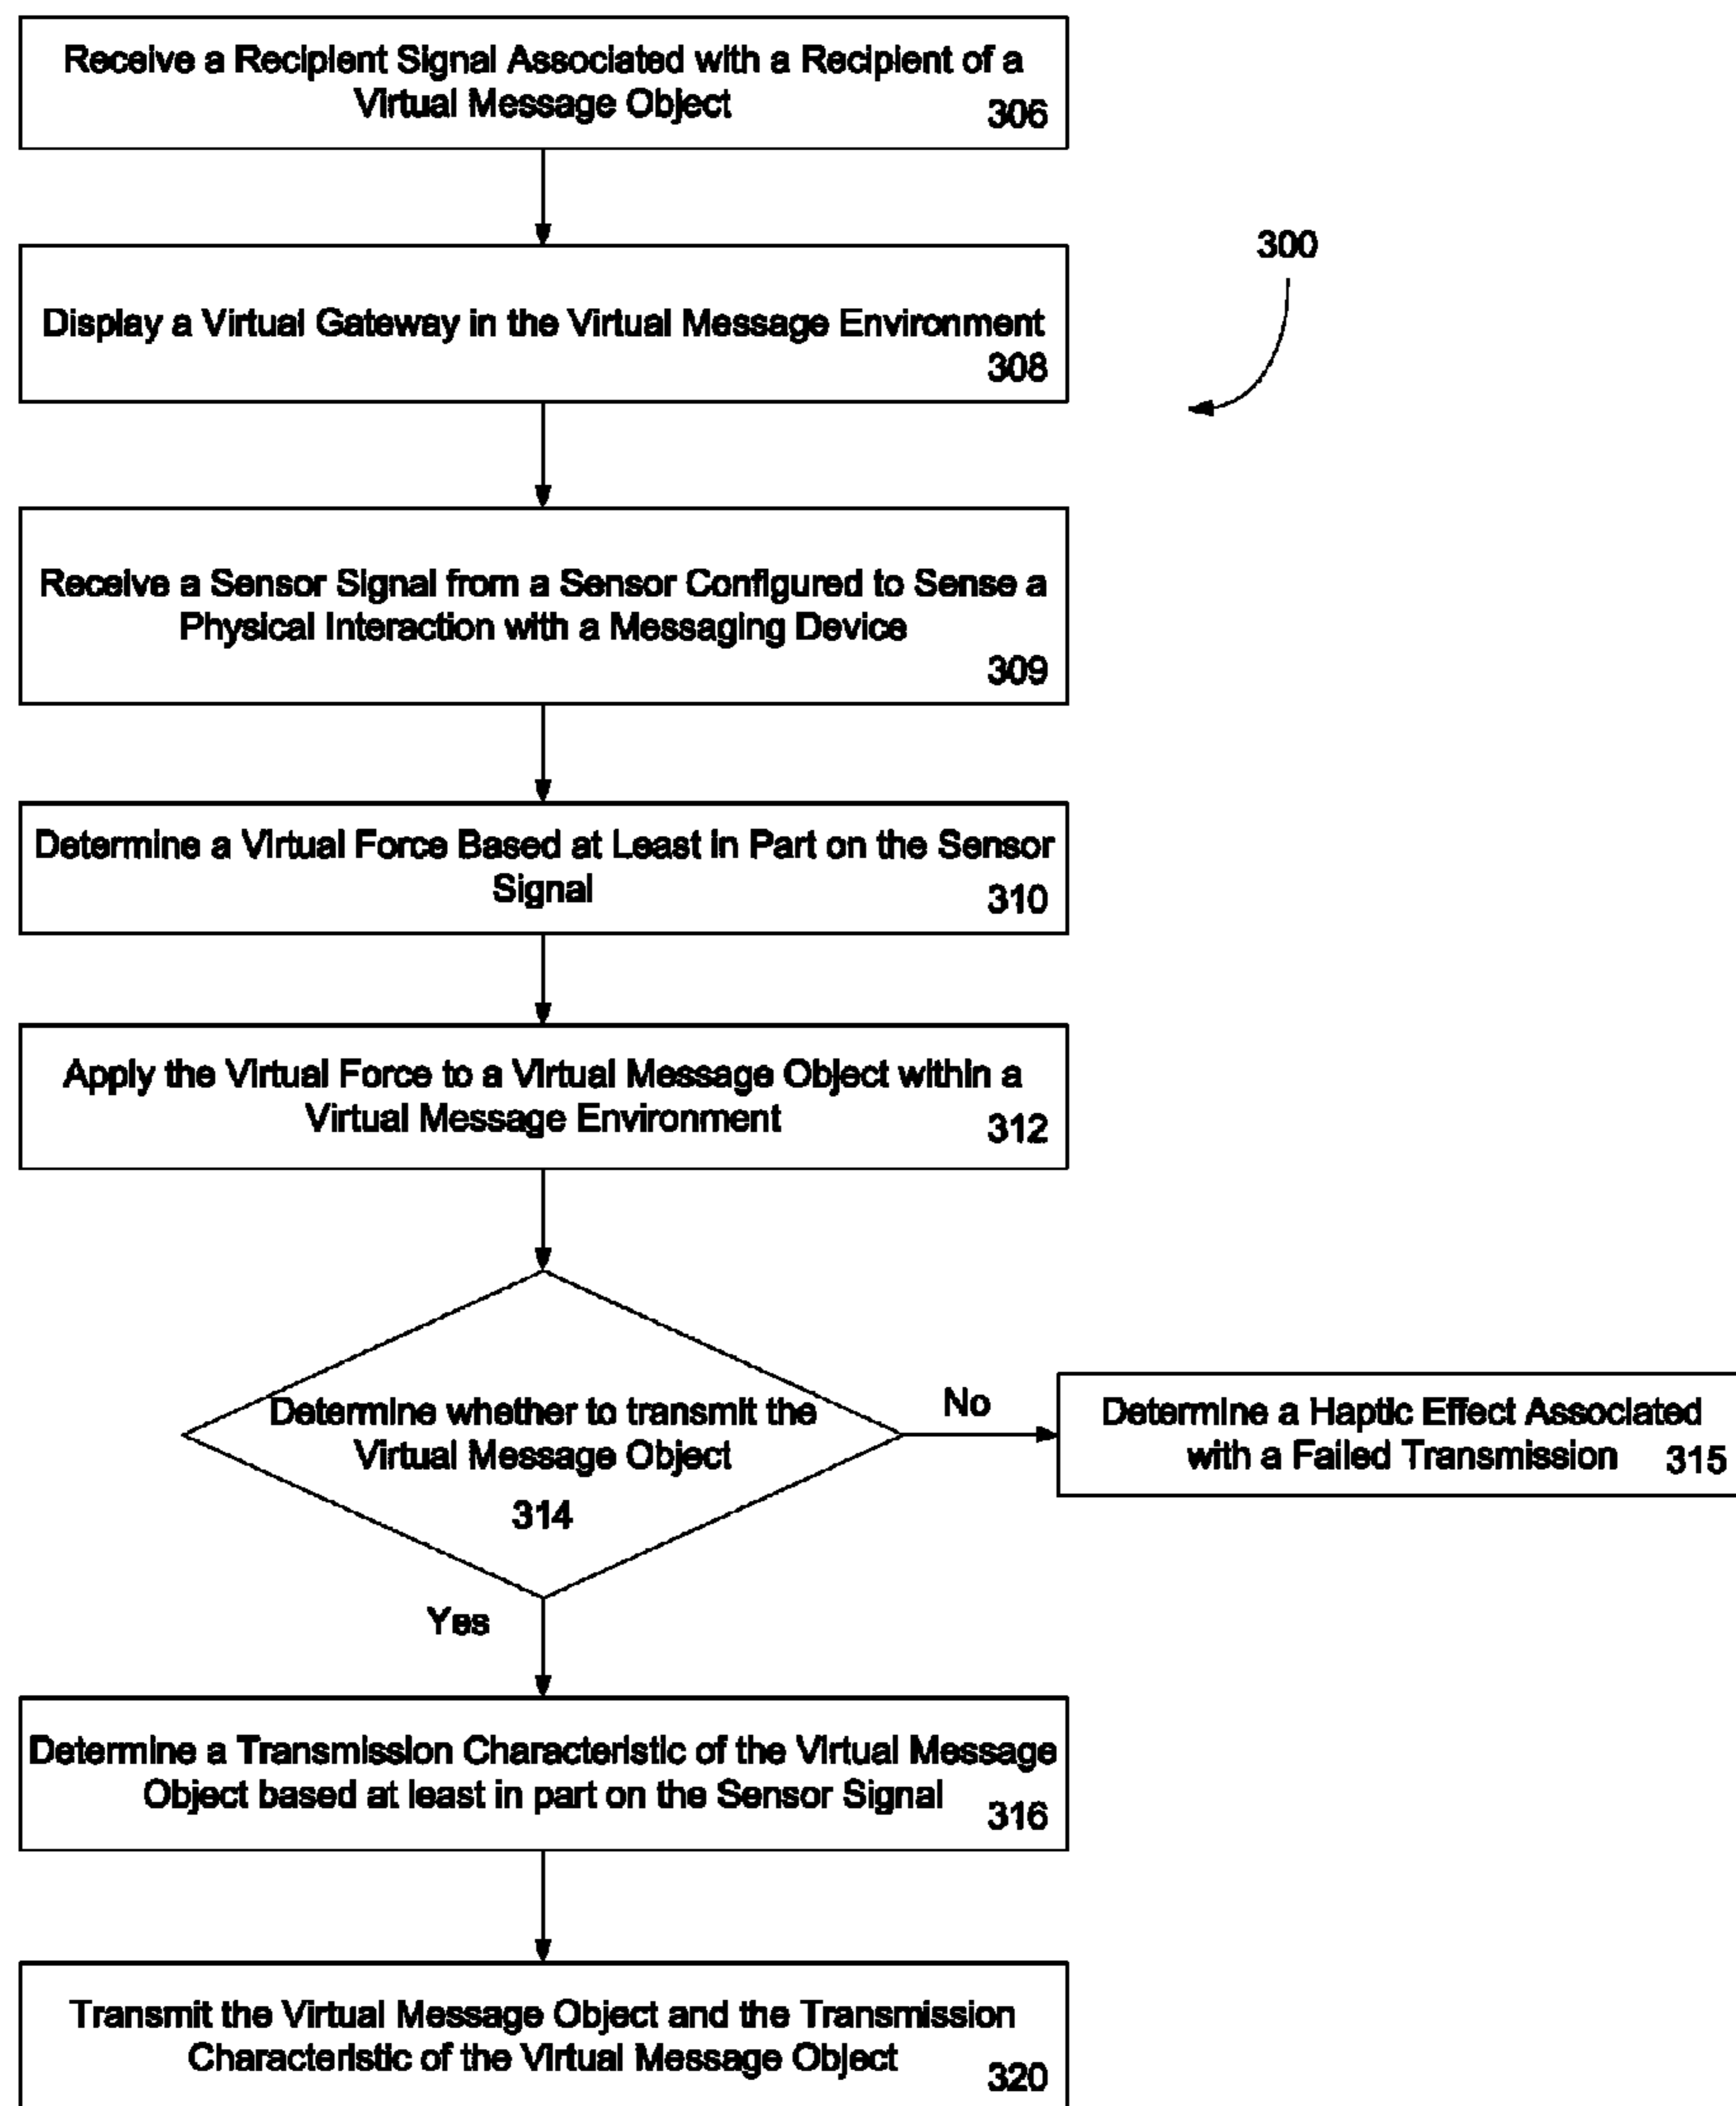 Receive a Recipient Signal Associated with a Recipient of a
Virtual Message Object
306
300
Display a Virtual Gateway in the Virtual Message Environment
308
Receive a Sensor Signal from a Sensor Configured to Sense a
Physical Interaction with a Messaging Device
309
Determine a Virtual Force Based at Least in Part on the Sensor
Signal
310
Apply the Virtual Force to a Virtual Message Object within a
Virtual Message Environment
312
Determine whether to transmit the
Virtual Message Object
314
No
Determine a Haptic Effect Associated
with a Failed Transmission
315
Yes
Determine a Transmission Characteristic of the Virtual Message
Object based at least in part on the Sensor Signal
316
Transmit the Virtual Message Object and the Transmission
Characteristic of the Virtual Message Object
320